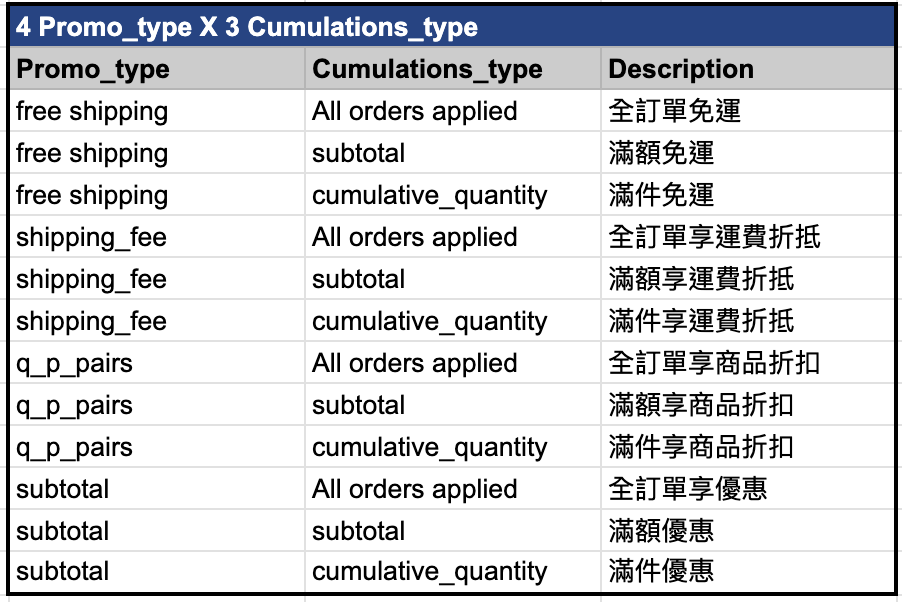 4 Promo_type X 3 Cumulations_type
Promo_type Cumulations_type Description
free shipping All orders applied 全訂單免運
free shipping subtotal 滿額免運
free shipping cumulative_quantity 滿件免運
shipping_fee All orders applied 全訂單享運費折抵
shipping_fee subtotal 滿額享運費折抵
shipping_fee cumulative_quantity 滿件享運費折抵
q_p_pairs All orders applied 全訂單享商品折扣
q_p_pairs subtotal 滿額享商品折扣
q_p_pairs cumulative_quantity 滿件享商品折扣
subtotal All orders applied 全訂單享優惠
subtotal subtotal 滿額優惠
subtotal cumulative_quantity 滿件優惠